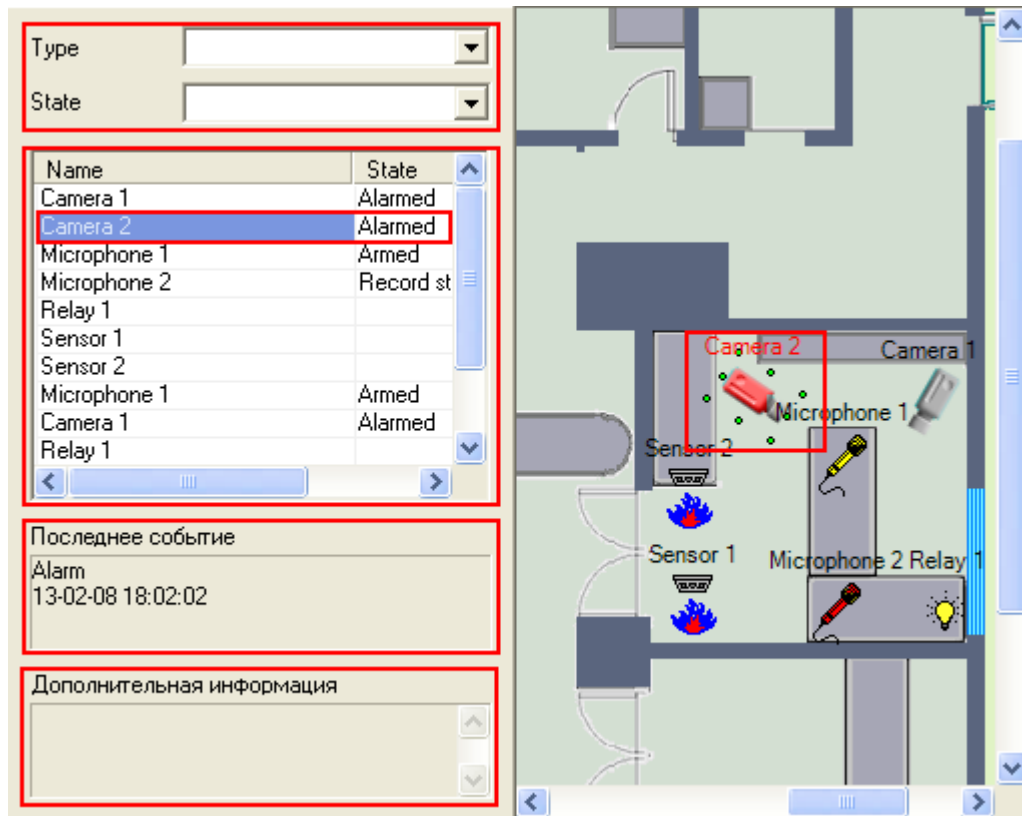 Type
State
Name State
Camera 1 Alarmed
Camera 2 Alarmed
Microphone 1 Armed
Microphone 2 Record st
Relay 1
Sensor 1
Sensor 2
Microphone 1 Armed
Camera 1 Alarmed
Relay 1
Последнее событие
Alarm
13-02-08 18:02:02
Дополнительная информация
Camera 2
Camera 1
Microphone 1
Sensor 2
Sensor 1
Microphone 2 Relay 1